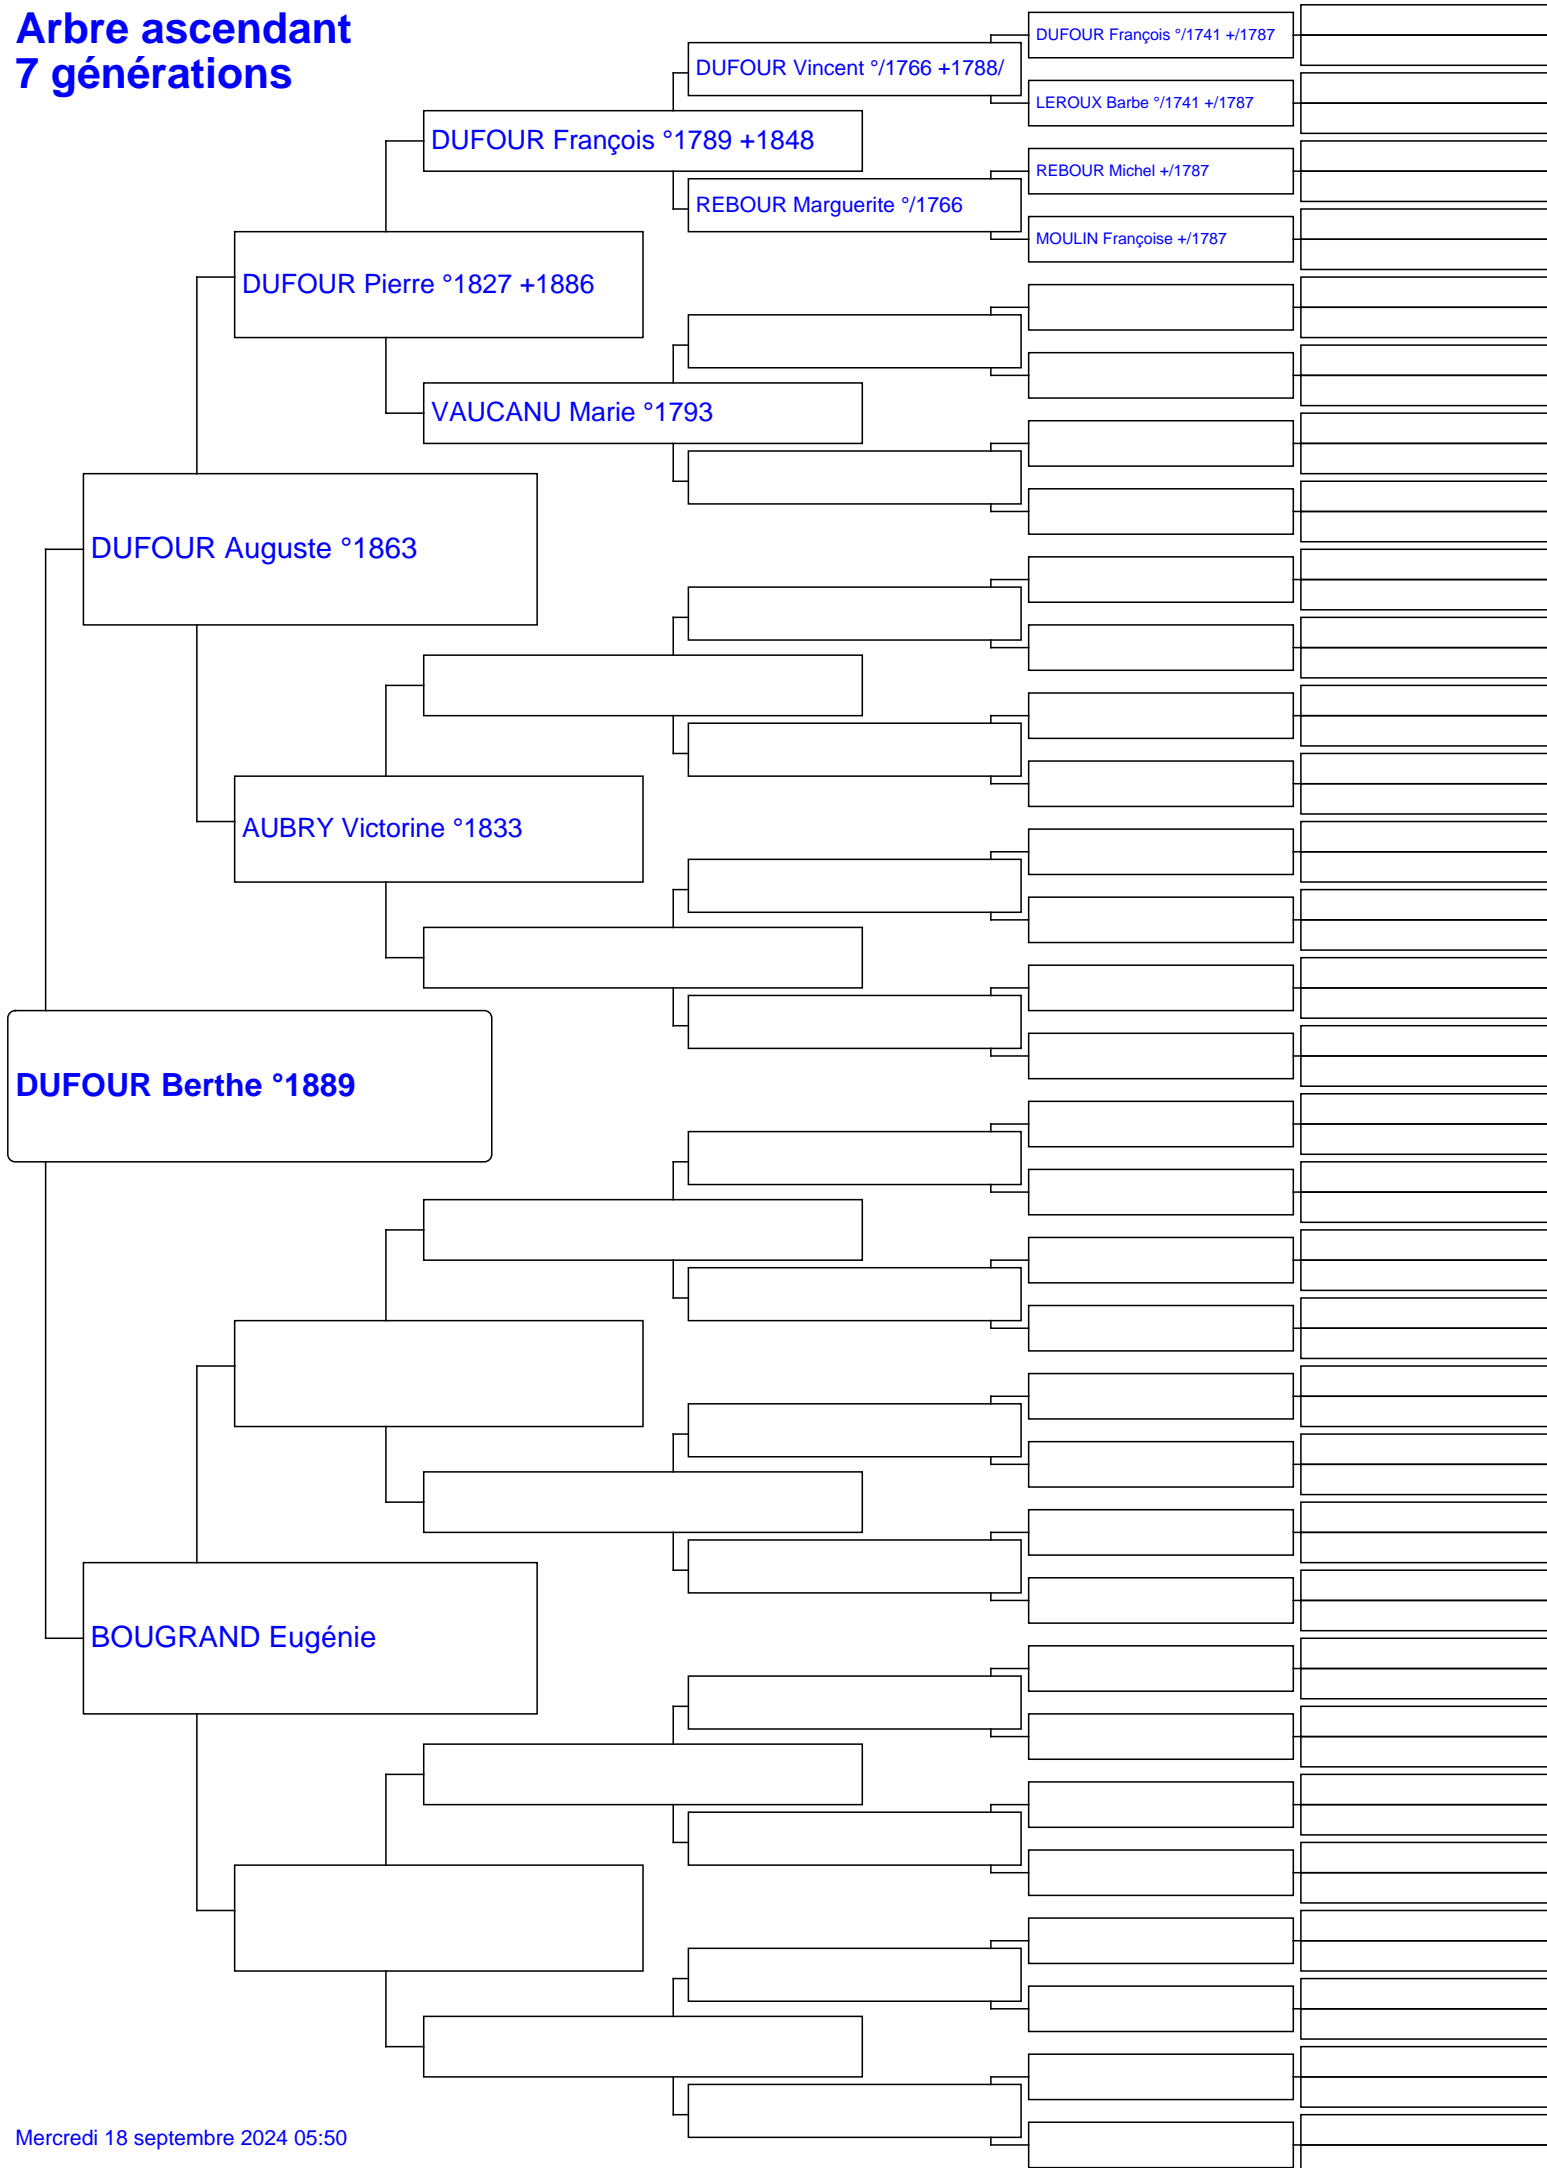 Arbre ascendant
7 générations
DUFOUR François °/1741 +/1787
DUFOUR Vincent °/1766 +1788/
LEROUX Barbe °/1741 +/1787
DUFOUR François °1789 +1848
REBOUR Michel +/1787
REBOUR Marguerite °/1766
MOULIN Françoise +/1787
DUFOUR Pierre °1827 +1886
VAUCANU Marie °1793
DUFOUR Auguste °1863
AUBRY Victorine °1833
DUFOUR Berthe °1889
BOUGRAND Eugénie
Mercredi 18 septembre 2024 05:50